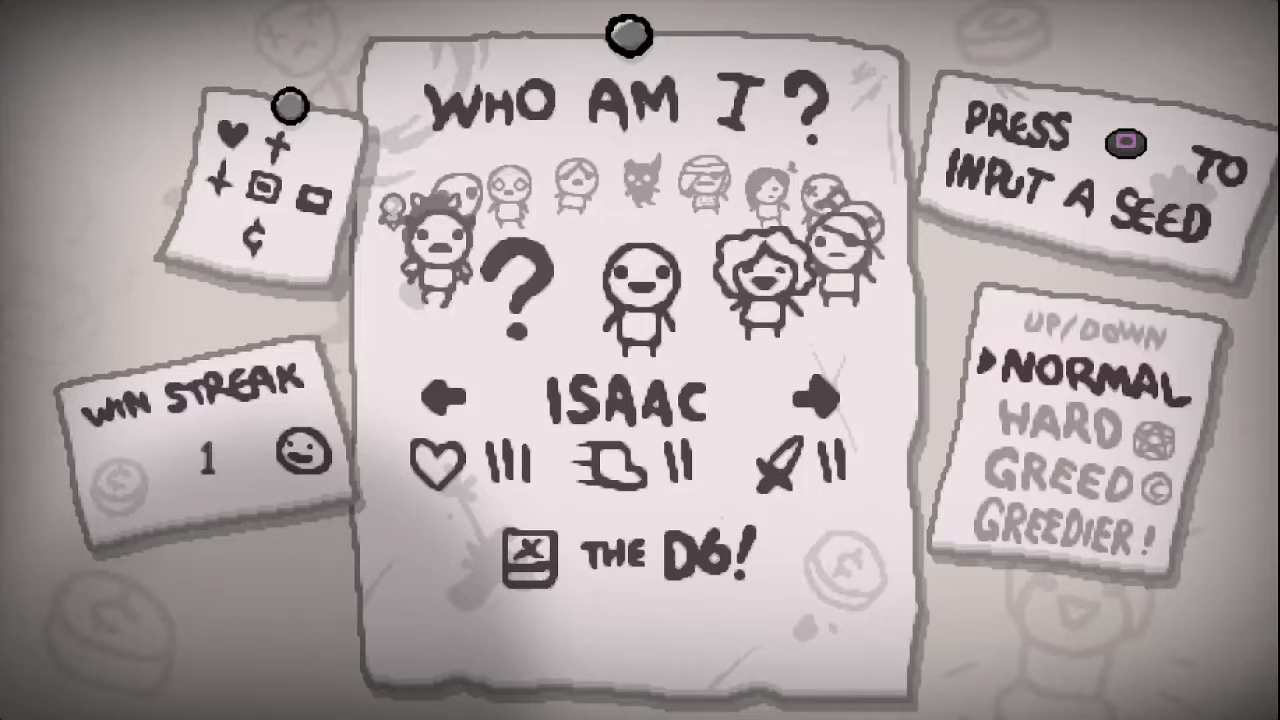 WHO AM I?
PRESS TO
INPUT A SEED
WIN STREAK
1
ISAAC
THE D6!
UP/DOWN
NORMAL
HARD
GREED
GREEDIER!